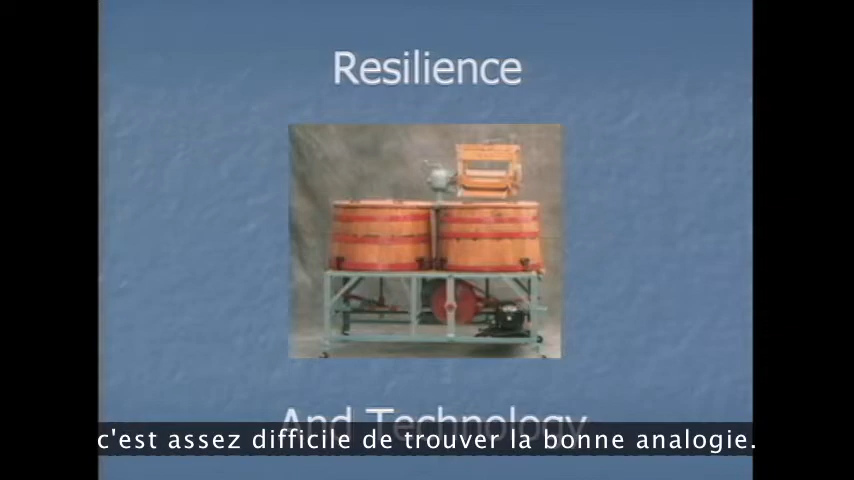 Resilience
And Technology
c'est assez difficile de trouver la bonne analogie.